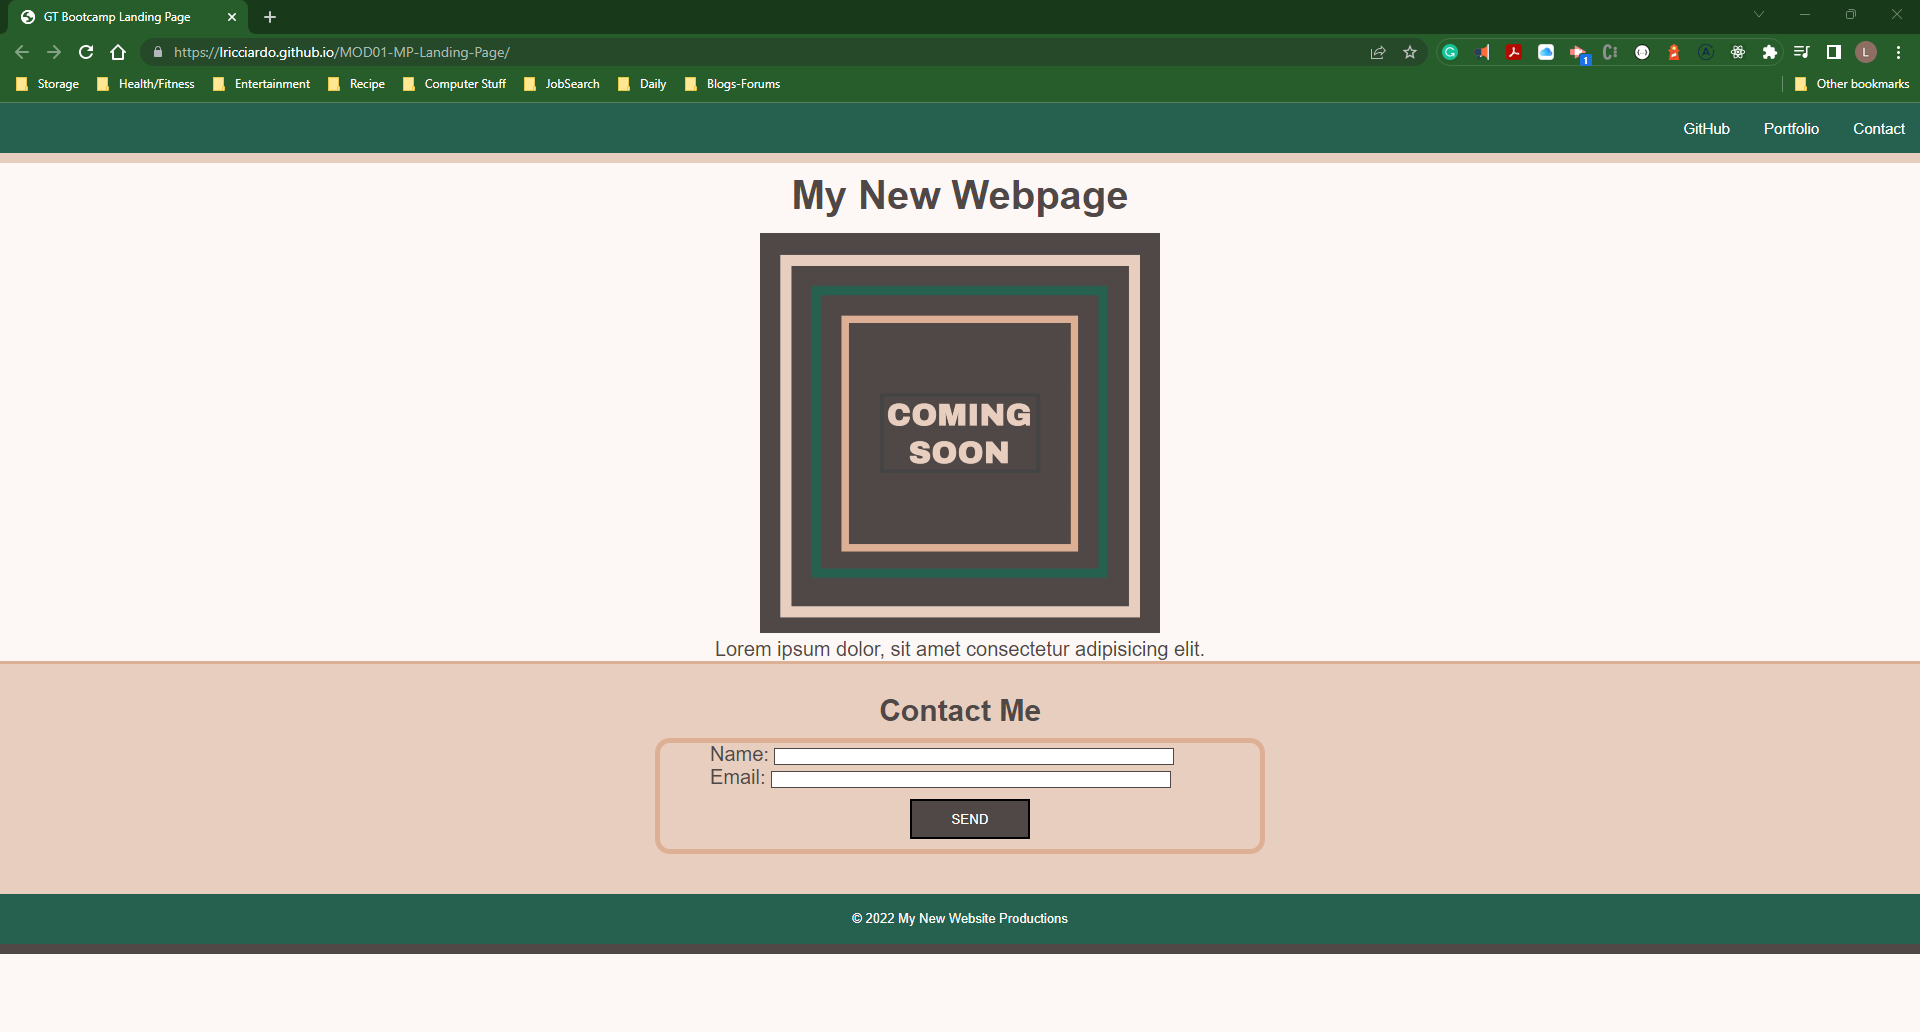 GT Bootcamp Landing Page
https://lricciardo.github.io/MOD01-MP-Landing-Page/
1
L
Storage Health/Fitness Entertainment Recipe Computer Stuff JobSearch Daily Blogs-Forums Other bookmarks
GitHub Portfolio Contact
My New Webpage
COMING
SOON
Lorem ipsum dolor, sit amet consectetur adipisicing elit.
Contact Me
Name:
Email:
SEND
© 2022 My New Website Productions